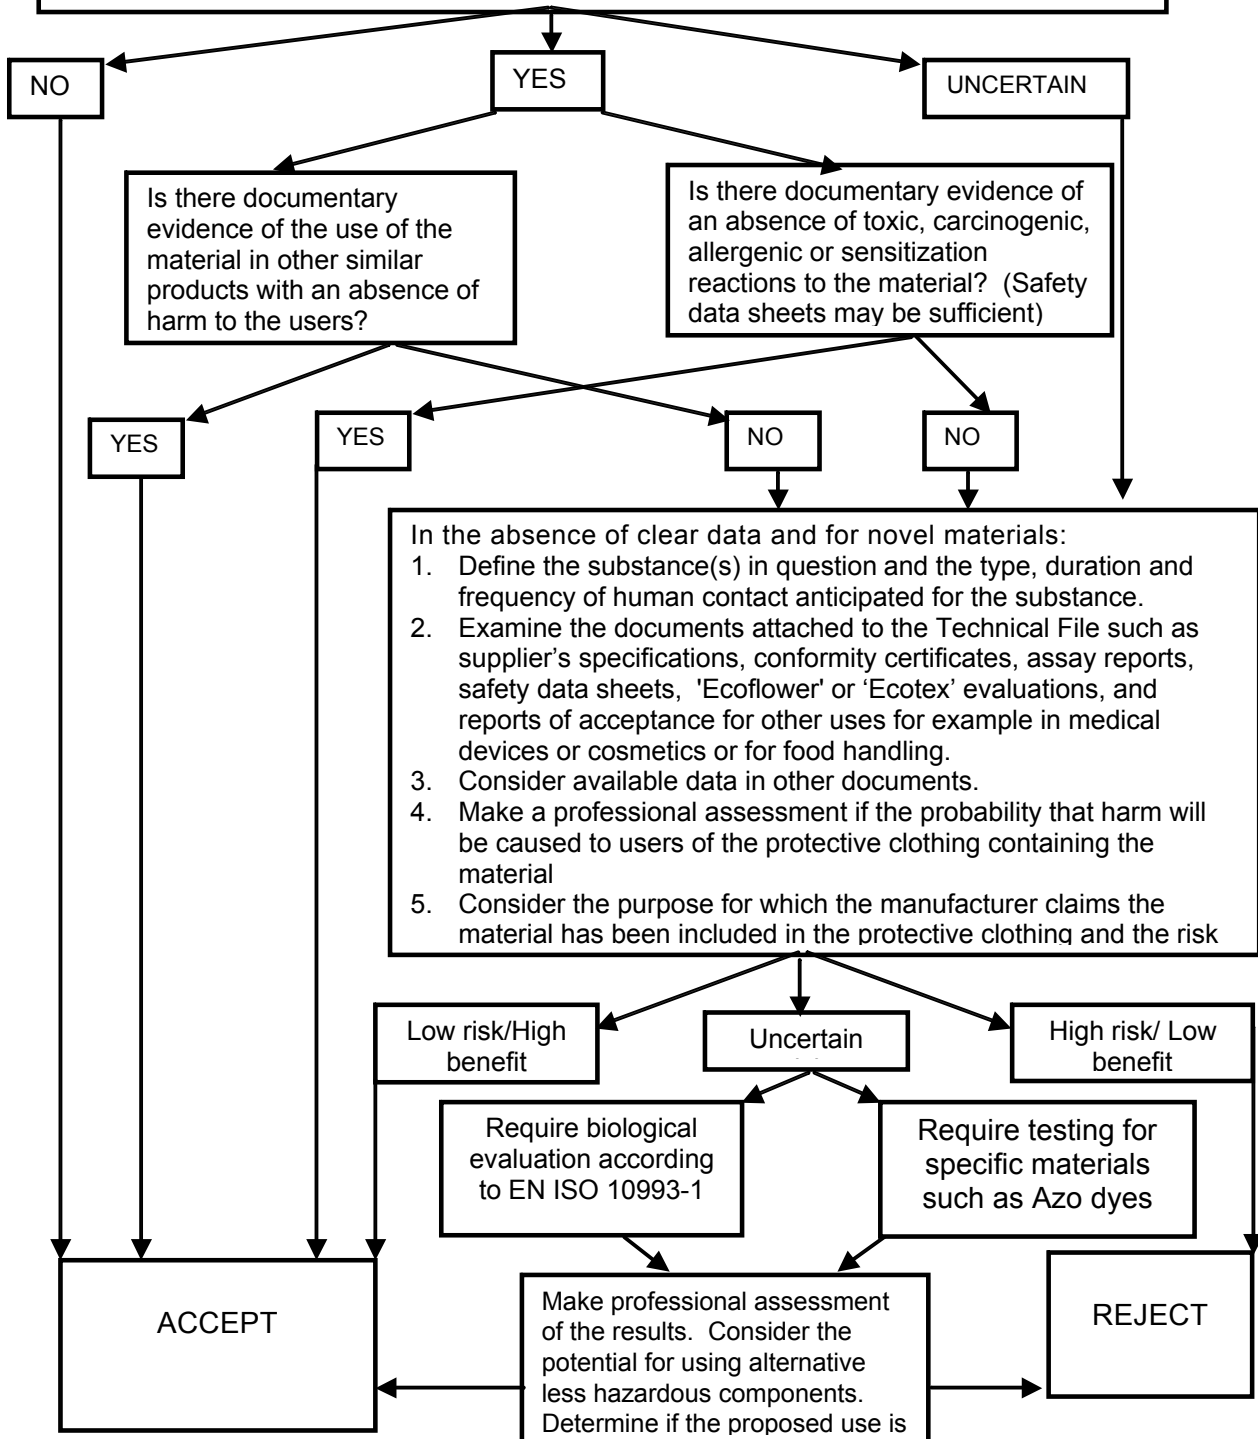 NO
YES
UNCERTAIN
Is there documentary
evidence of the use of the
material in other similar
products with an absence of
harm to the users?
Is there documentary evidence of
an absence of toxic, carcinogenic,
allergenic or sensitization
reactions to the material?  (Safety
data sheets may be sufficient)
YES
YES
NO
NO
In the absence of clear data and for novel materials:
1. Define the substance(s) in question and the type, duration and
frequency of human contact anticipated for the substance.
2. Examine the documents attached to the Technical File such as
supplier’s specifications, conformity certificates, assay reports,
safety data sheets,  'Ecoflower' or ‘Ecotex’ evaluations, and
reports of acceptance for other uses for example in medical
devices or cosmetics or for food handling.
3. Consider available data in other documents.
4. Make a professional assessment if the probability that harm will
be caused to users of the protective clothing containing the
material
5. Consider the purpose for which the manufacturer claims the
material has been included in the protective clothing and the risk
Low risk/High
benefit
Uncertain
High risk/ Low
benefit
Require biological
evaluation according
to EN ISO 10993-1
Require testing for
specific materials
such as Azo dyes
ACCEPT
Make professional assessment
of the results.  Consider the
potential for using alternative
less hazardous components.
Determine if the proposed use is
REJECT